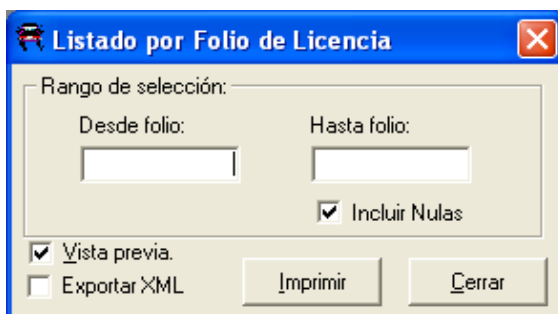 Listado por Folio de Licencia
Rango de selección:
Desde folio: Hasta folio:
Incluir Nulas
Vista previa.
Exportar XML
Imprimir Cerrar